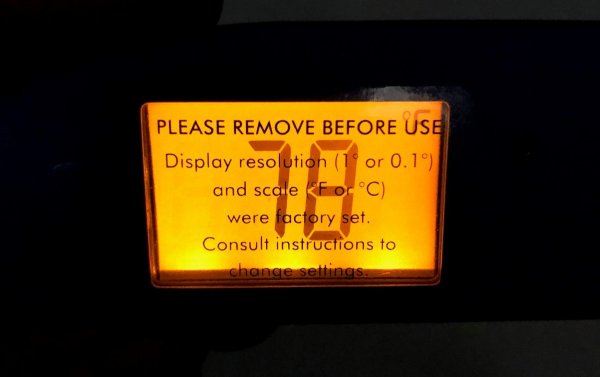 PLEASE REMOVE BEFORE USE
°F
Display resolution (1° or 0.1°)
78
and scale (°F or °C)
were factory set.
Consult instructions to
change settings.